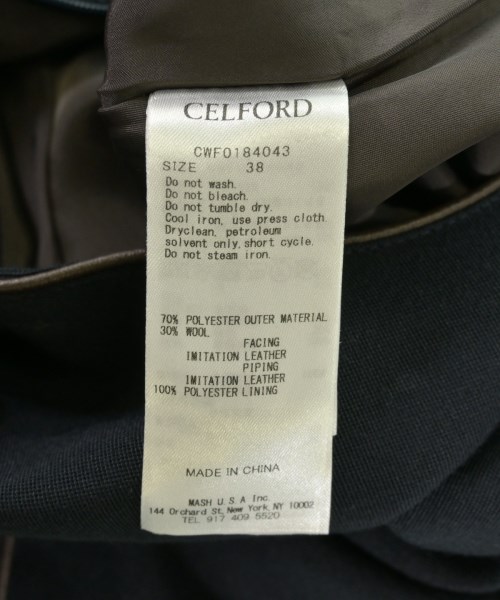 CELFORD
CWF0184043
SIZE 38
Do not wash.
Do not bleach.
Do not tumble dry.
Cool iron, use press cloth.
Dryclean, petroleum
solvent only, short cycle.
Do not steam iron.
70% POLYESTER OUTER MATERIAL
30% WOOL
FACING
IMITATION LEATHER
PIPING
IMITATION LEATHER
100% POLYESTER LINING
MADE IN CHINA
MASH U.S.A Inc.
144 Orchard St, New York, NY 10002
TEL 917 409 5520